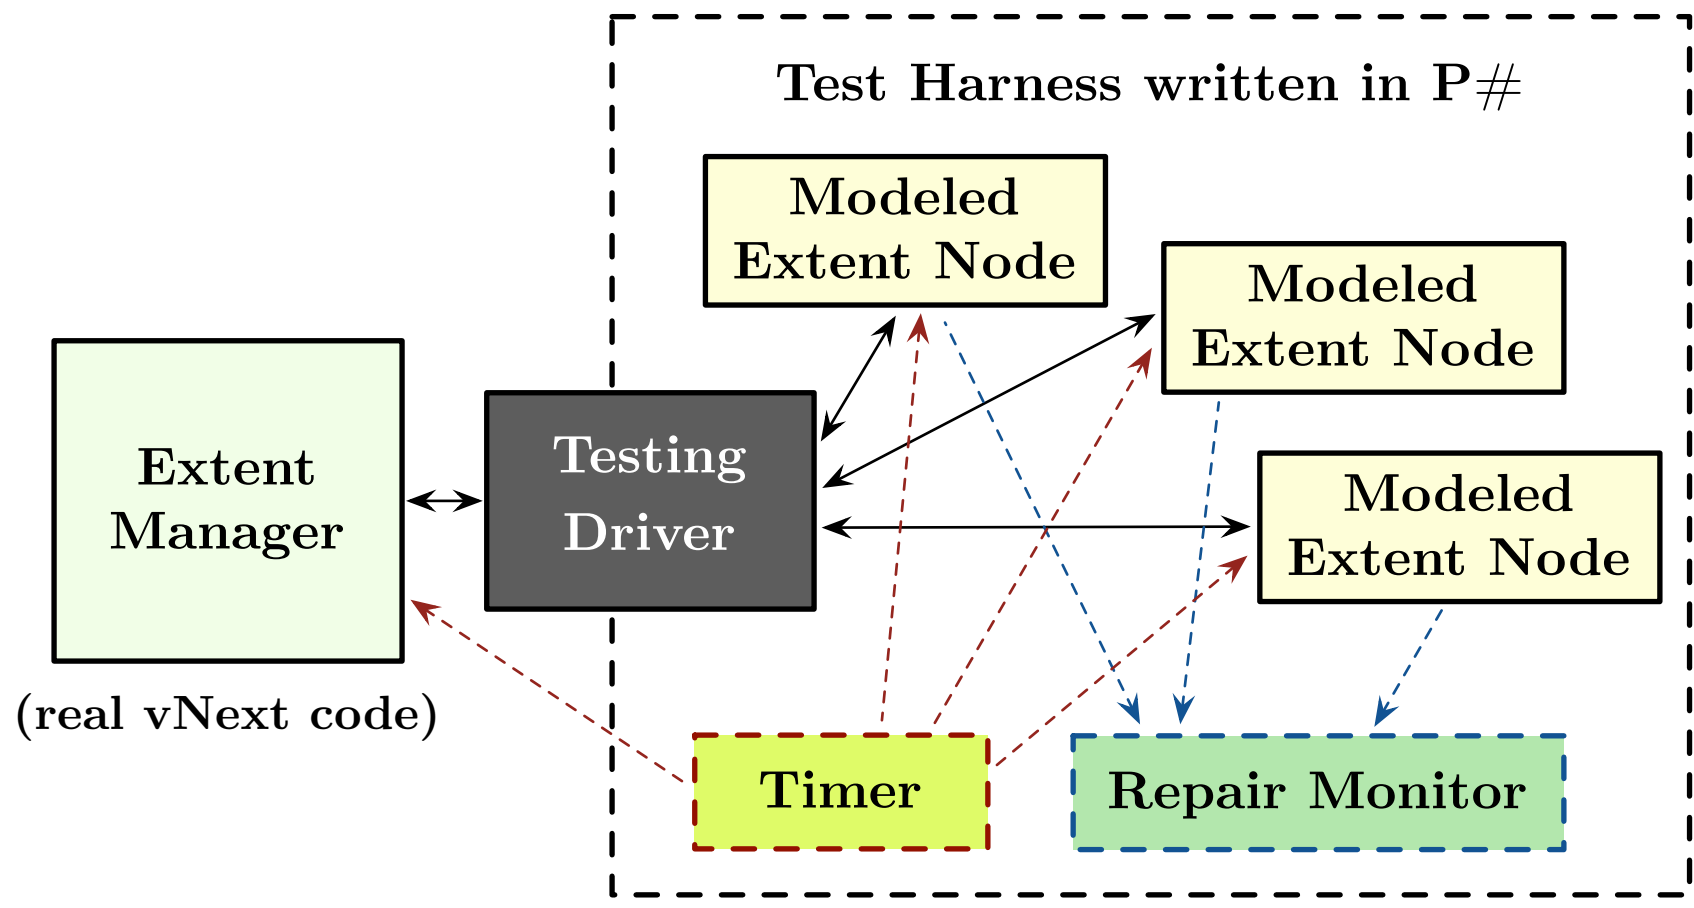 Test Harness written in P#
Modeled
Extent Node
Modeled
Extent Node
Extent
Manager
Testing
Driver
Modeled
Extent Node
(real vNext code)
Timer
Repair Monitor